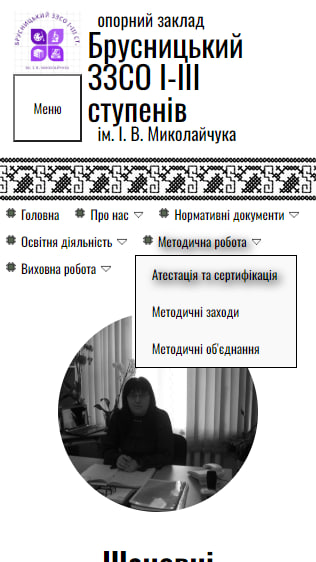 БРУСНИЦЬКИЙ ЗЗСО І-ІІІ СТ.
ІМ. І. В. МИКОЛАЙЧУКА
опорний заклад
Брусницький
ЗЗСО І-ІІІ
ступенів
ім. І. В. Миколайчука
Меню
Головна
Про нас
Нормативні документи
Освітня діяльність
Методична робота
Виховна робота
Атестація та сертифікація
Методичні заходи
Методичні об'єднання